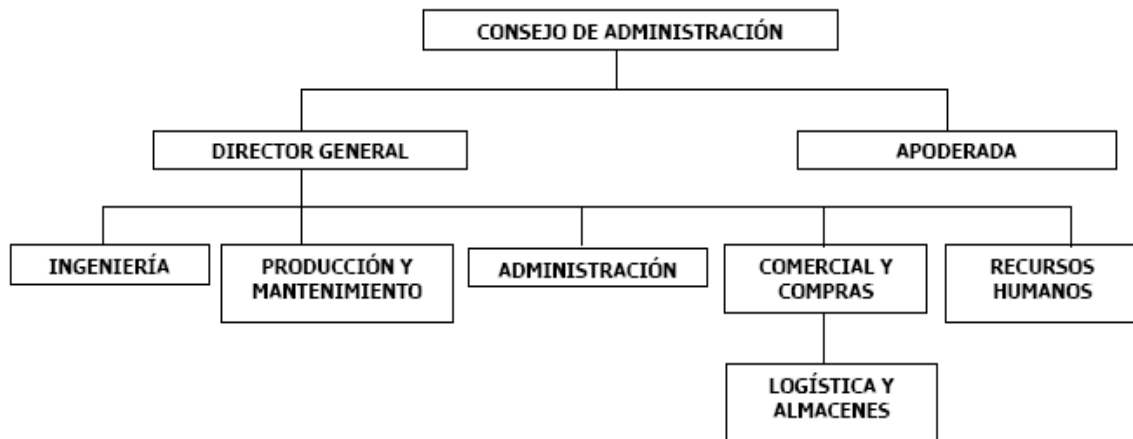 CONSEJO DE ADMINISTRACIÓN
DIRECTOR GENERAL
APODERADA
INGENIERÍA
PRODUCCIÓN Y
MANTENIMIENTO
ADMINISTRACIÓN
COMERCIAL Y
COMPRAS
RECURSOS
HUMANOS
LOGÍSTICA Y
ALMACENES